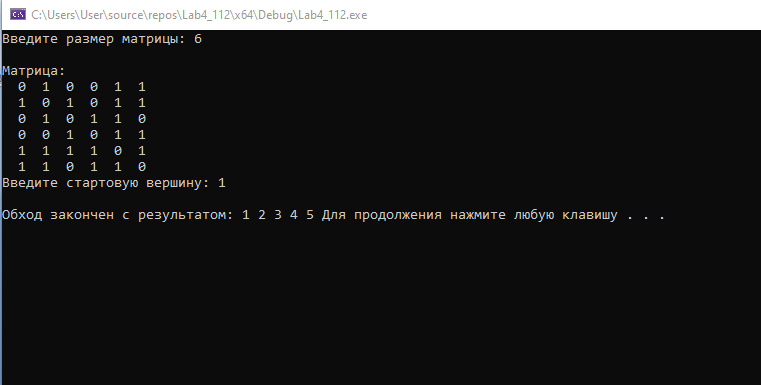 C:\Users\User\source\repos\Lab4_112\x64\Debug\Lab4_112.exe
Введите размер матрицы: 6
Матрица:
0 1 0 0 1 1
1 0 1 0 1 1
0 1 0 1 1 0
0 0 1 0 1 1
1 1 1 1 0 1
1 1 0 1 1 0
Введите стартовую вершину: 1
Обход закончен с результатом: 1 2 3 4 5 Для продолжения нажмите любую клавишу . . .